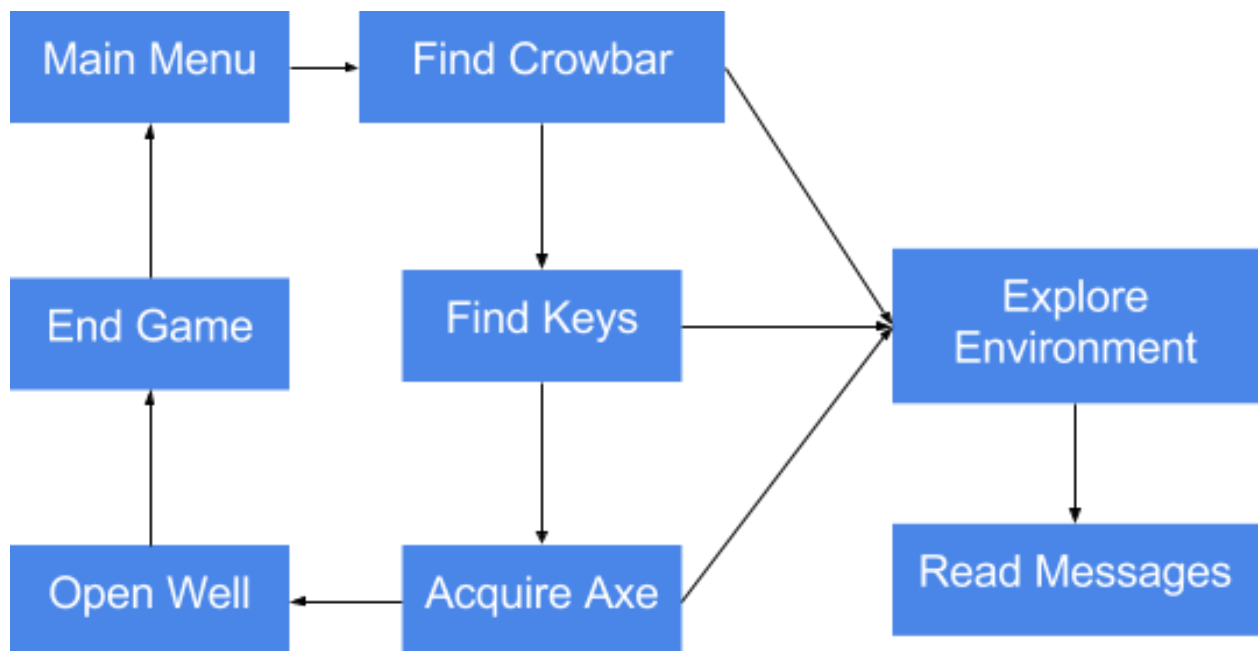 Main Menu
Find Crowbar
End Game
Find Keys
Explore
Environment
Open Well
Acquire Axe
Read Messages